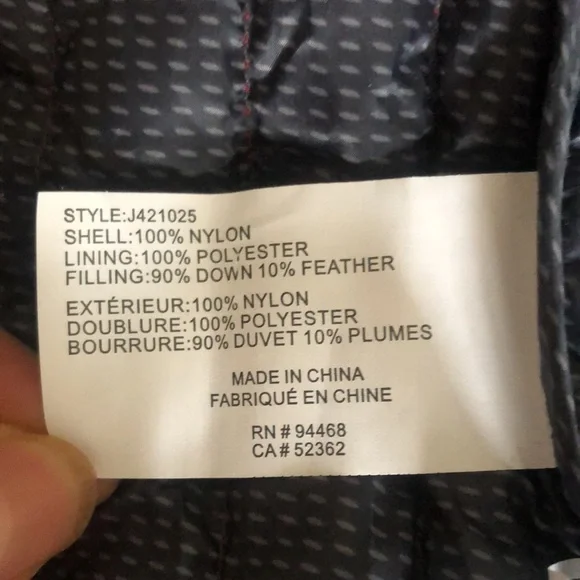 STYLE:J421025
SHELL:100% NYLON
LINING:100% POLYESTER
FILLING:90% DOWN 10% FEATHER
EXTÉRIEUR:100% NYLON
DOUBLURE:100% POLYESTER
BOURRURE:90% DUVET 10% PLUMES
MADE IN CHINA
FABRIQUÉ EN CHINE
RN # 94468
CA# 52362